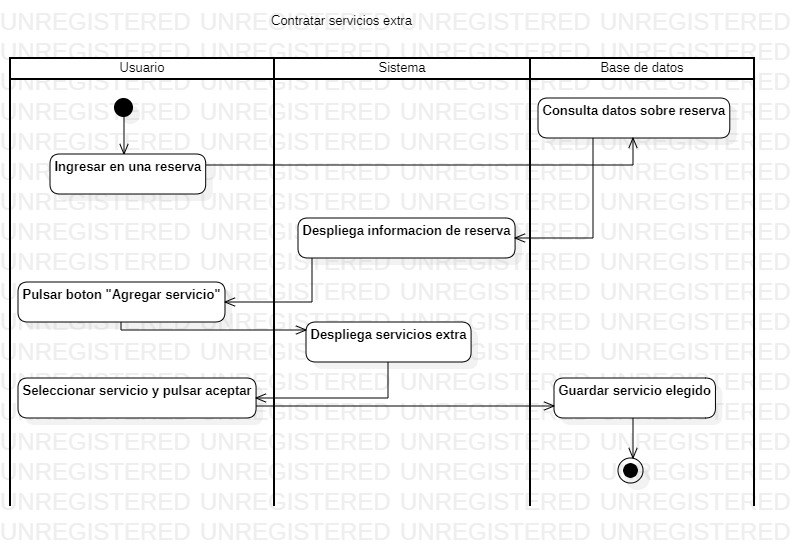 Contratar servicios extra
Usuario
Sistema
Base de datos
Consulta datos sobre reserva
Ingresar en una reserva
Despliega informacion de reserva
Pulsar boton "Agregar servicio"
Despliega servicios extra
Seleccionar servicio y pulsar aceptar
Guardar servicio elegido
UNREGISTERED UNREGISTERED UNREGISTERED UNREGISTERED